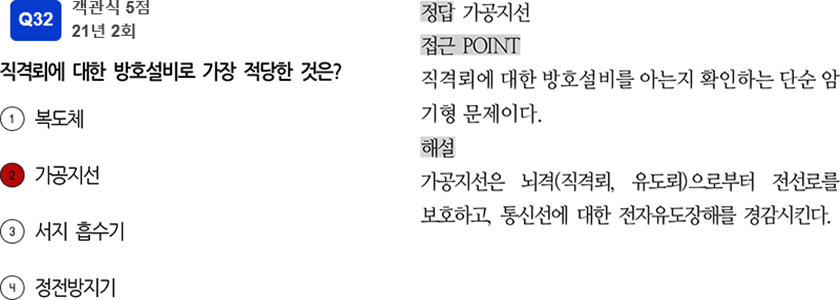 Q32
객관식 5점
21년 2회
직격뢰에 대한 방호설비로 가장 적당한 것은?
1 복도체
2 가공지선
3 서지 흡수기
4 정전방지기
정답 가공지선
접근 POINT
직격뢰에 대한 방호설비를 아는지 확인하는 단순 암
기형 문제이다.
해설
가공지선은 뇌격(직격뢰, 유도뢰)으로부터 전선로를
보호하고, 통신선에 대한 전자유도장해를 경감시킨다.